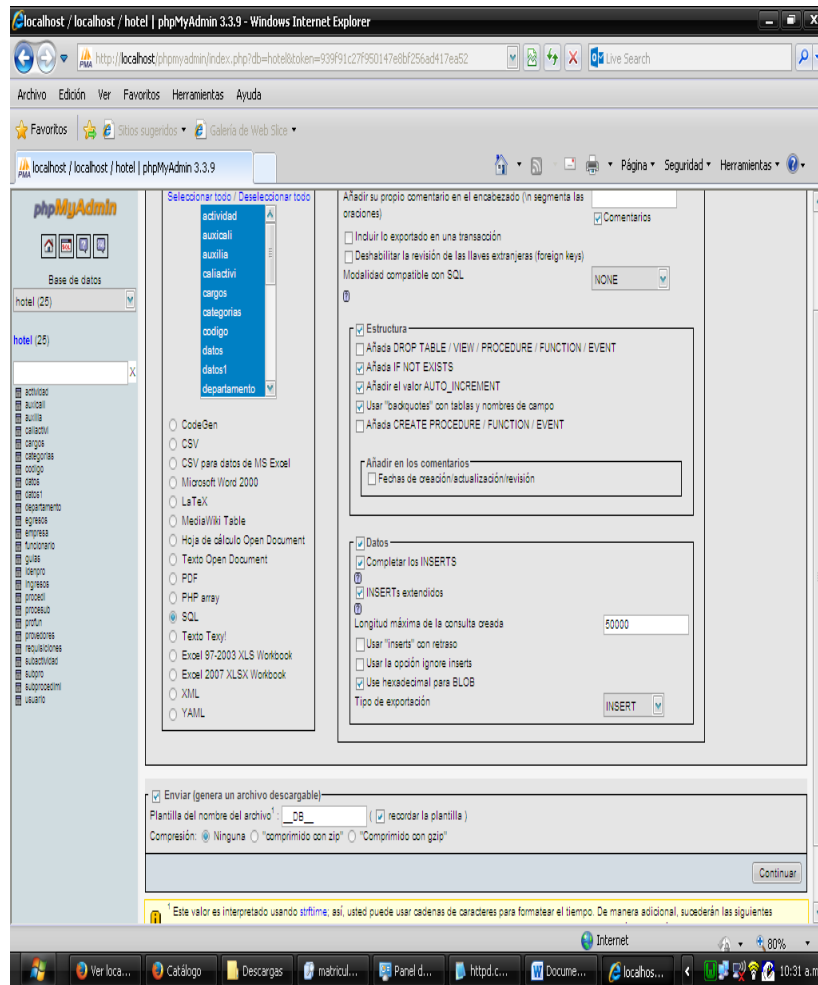 localhost / localhost / hotel | phpMyAdmin 3.3.9 - Windows Internet Explorer
http://localhost/phpmyadmin/index.php?db=hotel&token=939f91c27f950147e8bf256ad417ea52
Live Search
Archivo Edición Ver Favoritos Herramientas Ayuda
Favoritos Sitios sugeridos Galería de Web Slice
localhost / localhost / hotel | phpMyAdmin 3.3.9
Página Seguridad Herramientas
phpMyAdmin
Base de datos
hotel (25)
hotel (25)
X
actividad
auxicali
auxilia
caliactivi
cargos
categorias
codigo
datos
datos1
departamento
egresos
empresa
funcionario
guias
idenpro
ingresos
procedi
procesub
profun
provedores
requisiciones
subactividad
subpro
subprocedimi
usuario
Seleccionar todo / Deseleccionar todo
actividad
auxicali
auxilia
caliactivi
cargos
categorias
codigo
datos
datos1
departamento
CodeGen
CSV
CSV para datos de MS Excel
Microsoft Word 2000
LaTeX
MediaWiki Table
Hoja de cálculo Open Document
Texto Open Document
PDF
PHP array
SQL
Texto Texy!
Excel 97-2003 XLS Workbook
Excel 2007 XLSX Workbook
XML
YAML
Añadir su propio comentario en el encabezado (\n segmenta las
oraciones)
Comentarios
Incluir lo exportado en una transacción
Deshabilitar la revisión de las llaves extranjeras (foreign keys)
Modalidad compatible con SQL
NONE
Estructura
Añada DROP TABLE / VIEW / PROCEDURE / FUNCTION / EVENT
Añada IF NOT EXISTS
Añadir el valor AUTO_INCREMENT
Usar "backquotes" con tablas y nombres de campo
Añada CREATE PROCEDURE / FUNCTION / EVENT
Añadir en los comentarios
Fechas de creación/actualización/revisión
Datos
Completar los INSERTS
INSERTs extendidos
Longitud máxima de la consulta creada 50000
Usar "inserts" con retraso
Usar la opción ignore inserts
Use hexadecimal para BLOB
Tipo de exportación INSERT
Enviar (genera un archivo descargable)
Plantilla del nombre del archivo1 : __DB__ ( recordar la plantilla )
Compresión: Ninguna "comprimido con zip" "Comprimido con gzip"
Continuar
1 Este valor es interpretado usando strftime; así, usted puede usar cadenas de caracteres para formatear el tiempo. De manera adicional, sucederán las siguientes
Internet 80%
Ver loca... Catálogo Descargas matricul... Panel d... httpd.c... Docume... localhos... 10:31 a.m